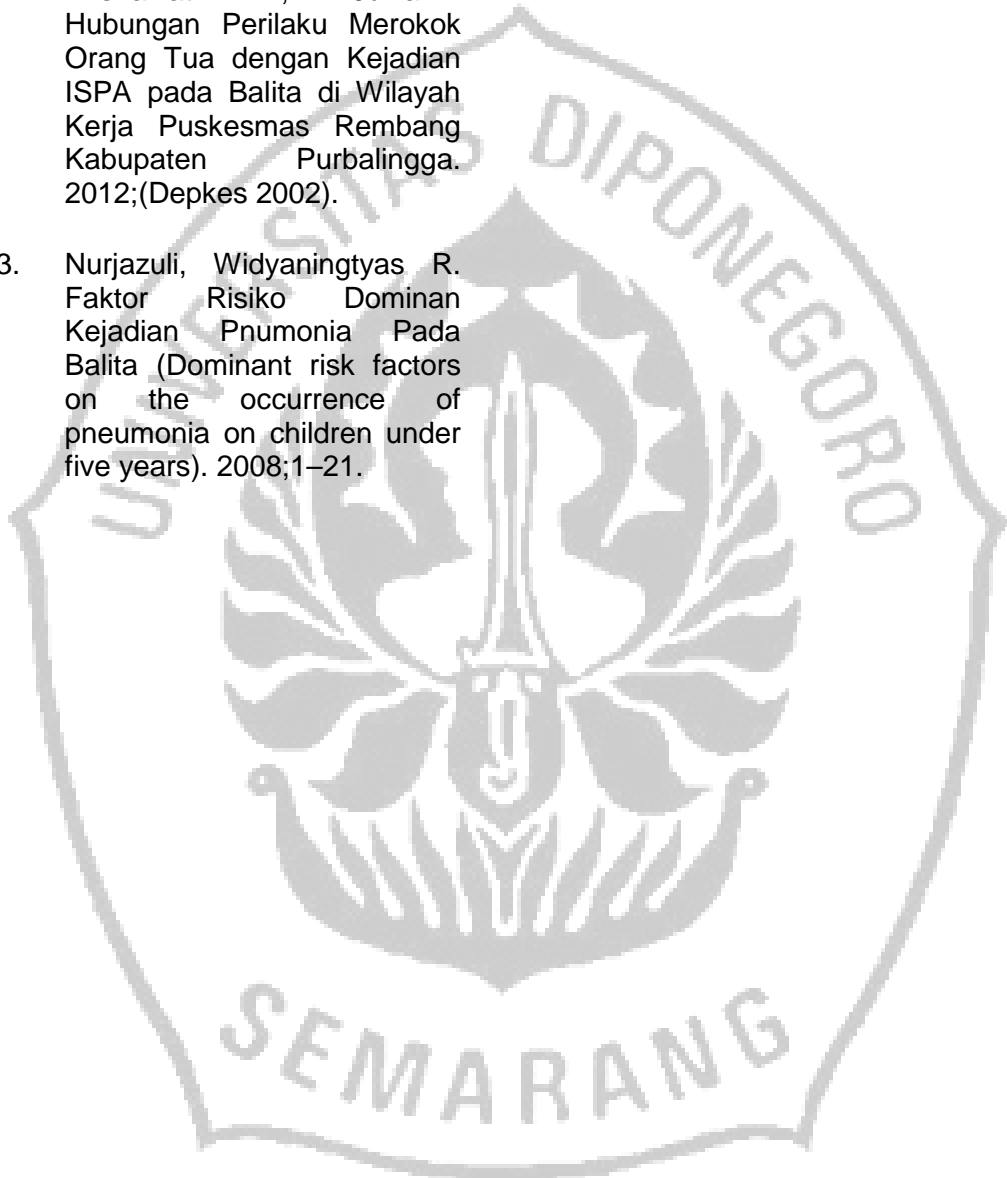 Hubungan Perilaku Merokok
Orang Tua dengan Kejadian
ISPA pada Balita di Wilayah
Kerja Puskesmas Rembang
Kabupaten Purbalingga.
2012;(Depkes 2002).
3. Nurjazuli, Widyaningtyas R.
Faktor Risiko Dominan
Kejadian Pnumonia Pada
Balita (Dominant risk factors
on the occurrence of
pneumonia on children under
five years). 2008;1–21.
UNIVERSITAS DIPONEGORO
SEMARANG